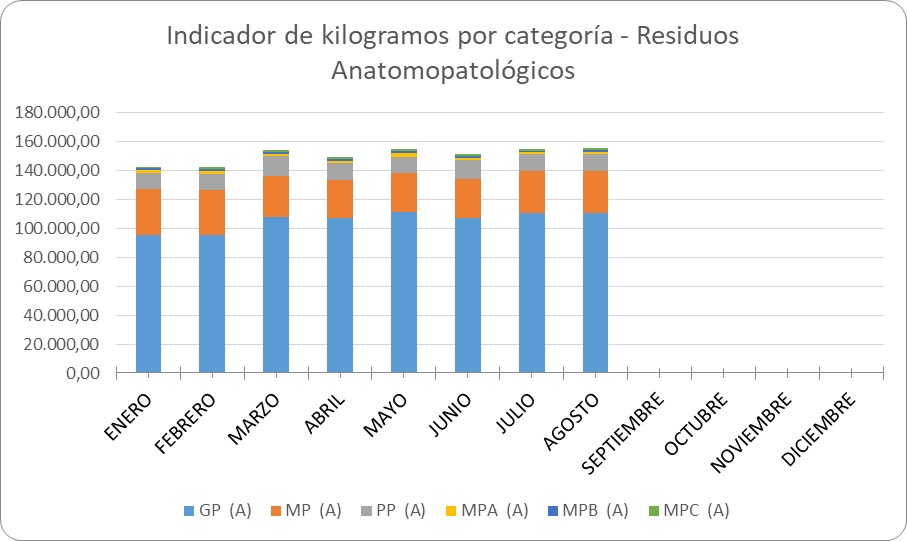 Indicador de kilogramos por categoría - Residuos
Anatomopatológicos
180.000,00
160.000,00
140.000,00
120.000,00
100.000,00
80.000,00
60.000,00
40.000,00
20.000,00
0,00
ENERO
FEBRERO
MARZO
ABRIL
MAYO
JUNIO
JULIO
AGOSTO
SEPTIEMBRE
OCTUBRE
NOVIEMBRE
DICIEMBRE
GP (A) MP (A) PP (A) MPA (A) MPB (A) MPC (A)